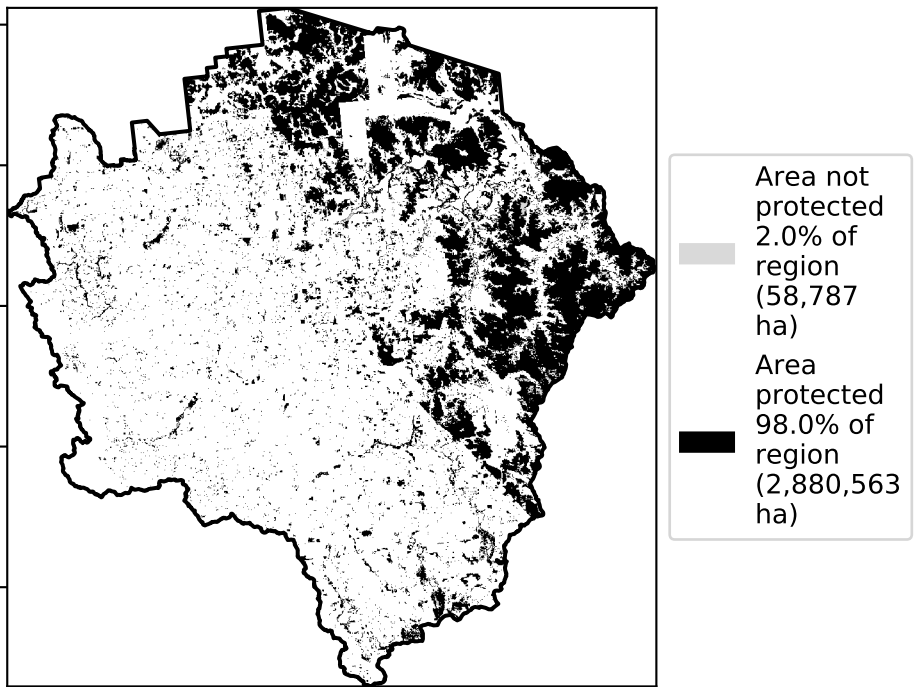 Area not
protected
2.0% of
region
(58,787
ha)
Area
protected
98.0% of
region
(2,880,563
ha)